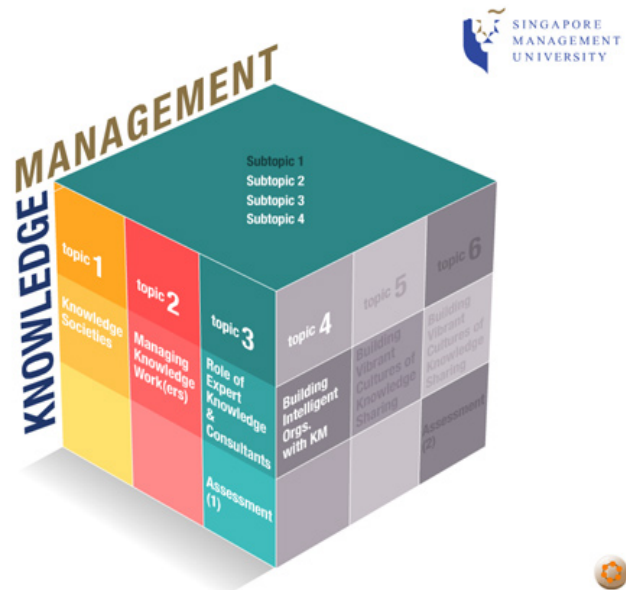 SINGAPORE
MANAGEMENT
UNIVERSITY
KNOWLEDGE
MANAGEMENT
Subtopic 1
Subtopic 2
Subtopic 3
Subtopic 4
topic 1
Knowledge
Societies
topic 2
Managing
Knowledge
Work(ers)
topic 3
Role of
Expert
Knowledge
&
Consultants
Assessment
(1)
topic 4
Building
Intelligent
Orgs.
with KM
topic 5
Building
Vibrant
Cultures of
Knowledge
Sharing
topic 6
Building
Vibrant
Cultures of
Knowledge
Sharing
Assessment
(2)